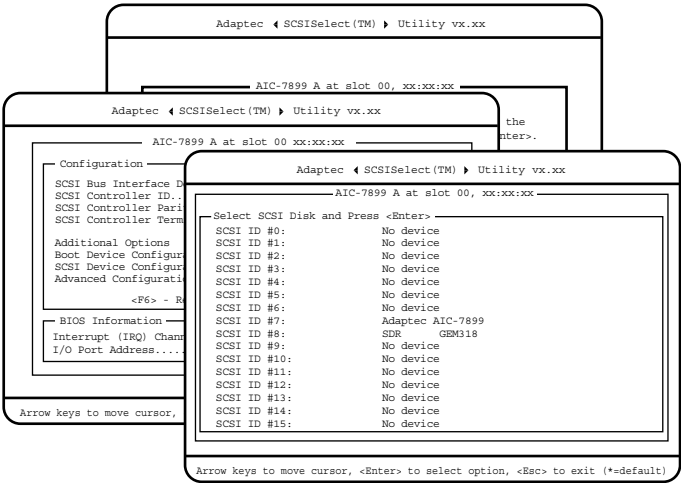 Adaptec ◖ SCSISelect(TM) ◗ Utility vx.xx
AIC-7899 A at slot 00, xx:xx:xx
the
nter>.
Adaptec ◖ SCSISelect(TM) ◗ Utility vx.xx
AIC-7899 A at slot 00 xx:xx:xx
Configuration
SCSI Bus Interface D
SCSI Controller ID..
SCSI Controller Pari
SCSI Controller Term
Additional Options
Boot Device Configura
SCSI Device Configura
Advanced Configuratio
<F6> - Re
BIOS Information
Interrupt (IRQ) Chann
I/O Port Address.....
Arrow keys to move cursor,
Adaptec ◖ SCSISelect(TM) ◗ Utility vx.xx
AIC-7899 A at slot 00, xx:xx:xx
Select SCSI Disk and Press <Enter>
SCSI ID #0: No device
SCSI ID #1: No device
SCSI ID #2: No device
SCSI ID #3: No device
SCSI ID #4: No device
SCSI ID #5: No device
SCSI ID #6: No device
SCSI ID #7: Adaptec AIC-7899
SCSI ID #8: SDR GEM318
SCSI ID #9: No device
SCSI ID #10: No device
SCSI ID #11: No device
SCSI ID #12: No device
SCSI ID #13: No device
SCSI ID #14: No device
SCSI ID #15: No device
Arrow keys to move cursor, <Enter> to select option, <Esc> to exit (*=default)